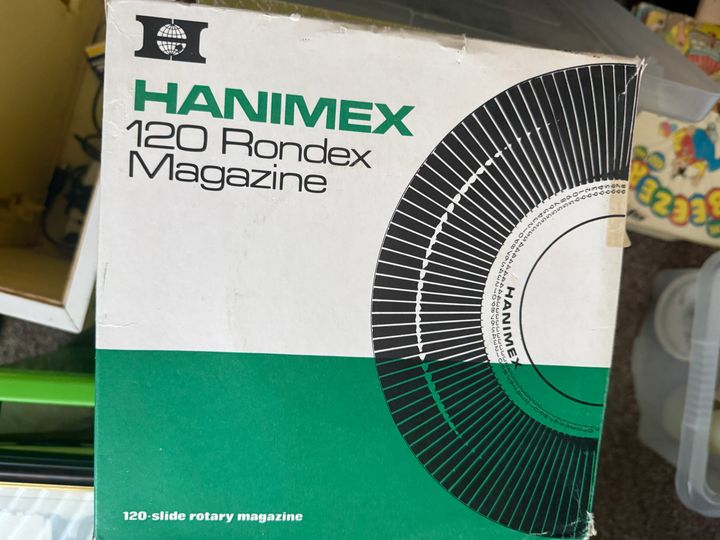 HANIMEX
120 Rondex
Magazine
HANIMEX
120-slide rotary magazine